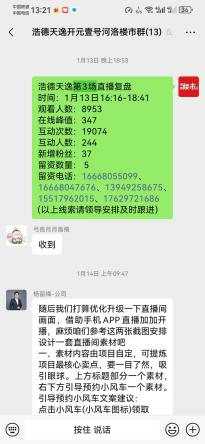 13:21
浩德天逸开元壹号河洛楼市群(13)
1月13日 晚上18:53
浩德天逸第3场直播复盘
时间：1月13日16:16-18:41
观看人数：8953
在线峰值：347
互动次数：19074
互动人数：244
新增粉丝：37
留资数量：5
留资电话：16668055099、
16668047676、13949258675、
15517962015、17629721686
(以上线索请领导安排及时跟进)
收到
1月14日 上午09:47
杨留锋-公司
随后我们打算优化升级一下直播间
画面，借助手机APP直播加加开
播，麻烦咱们参考这两张截图安排
设计一套直播间素材吧
一、素材内容由项目自定，可提炼
项目最核心卖点，要一目了然，吸
引眼球。上方标题部分一个素材，
右下方引导预约小风车一个素材。
引导预约小风车文案建议：
点击小风车(小风车图标)领取
按住 说话